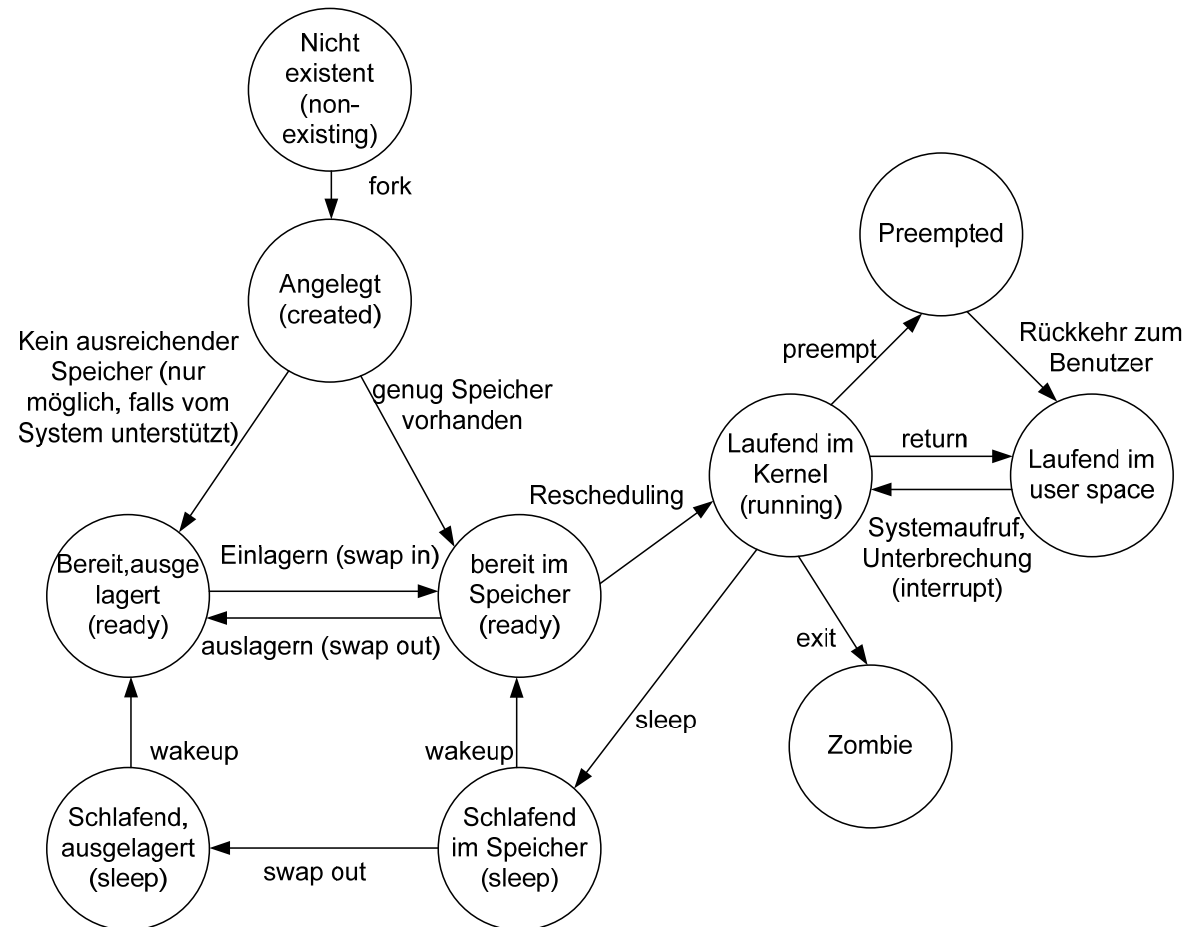 Nicht
existent
(non-
existing)
fork
Angelegt
(created)
Preempted
Kein ausreichender
Speicher (nur
möglich, falls vom
System unterstützt)
genug Speicher
vorhanden
preempt
Rückkehr zum
Benutzer
Laufend im
Kernel
(running)
return
Laufend im
user space
Systemaufruf,
Unterbrechung
(interrupt)
Rescheduling
Bereit,ausge
lagert
(ready)
Einlagern (swap in)
auslagern (swap out)
bereit im
Speicher
(ready)
exit
sleep
Zombie
wakeup
wakeup
Schlafend,
ausgelagert
(sleep)
swap out
Schlafend
im Speicher
(sleep)